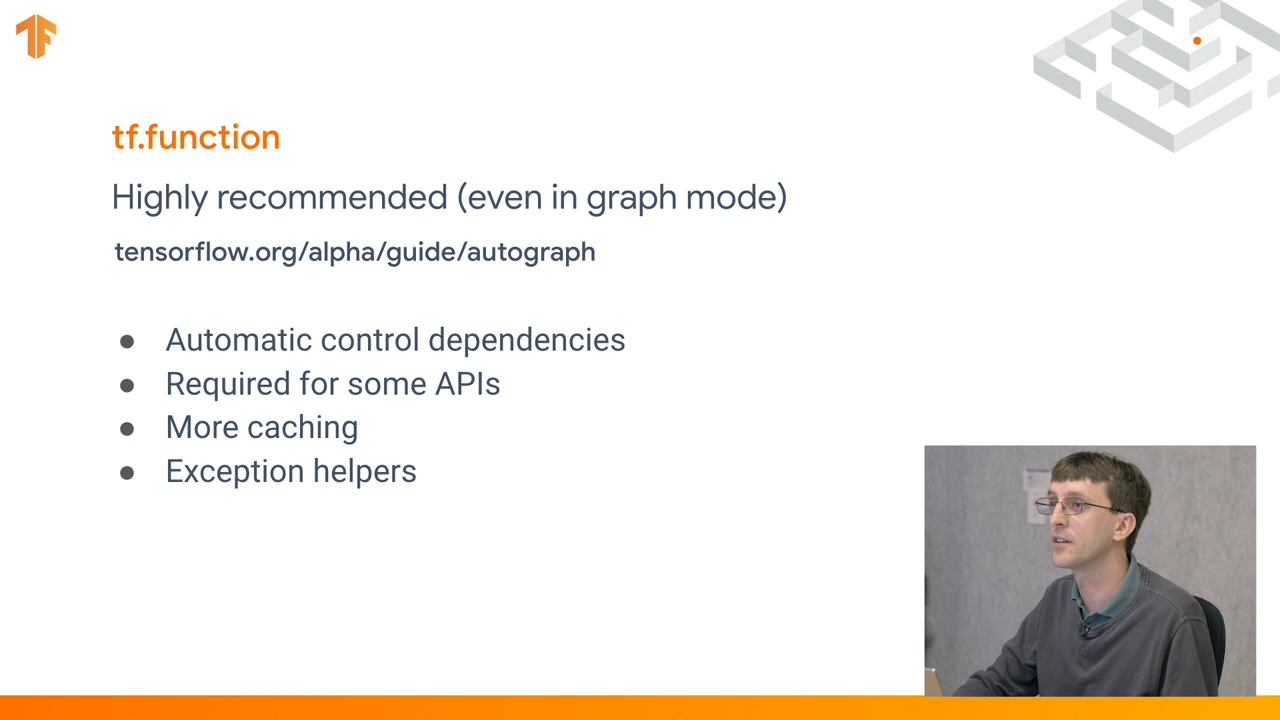 tf.function
Highly recommended (even in graph mode)
tensorflow.org/alpha/guide/autograph
● Automatic control dependencies
● Required for some APIs
● More caching
● Exception helpers